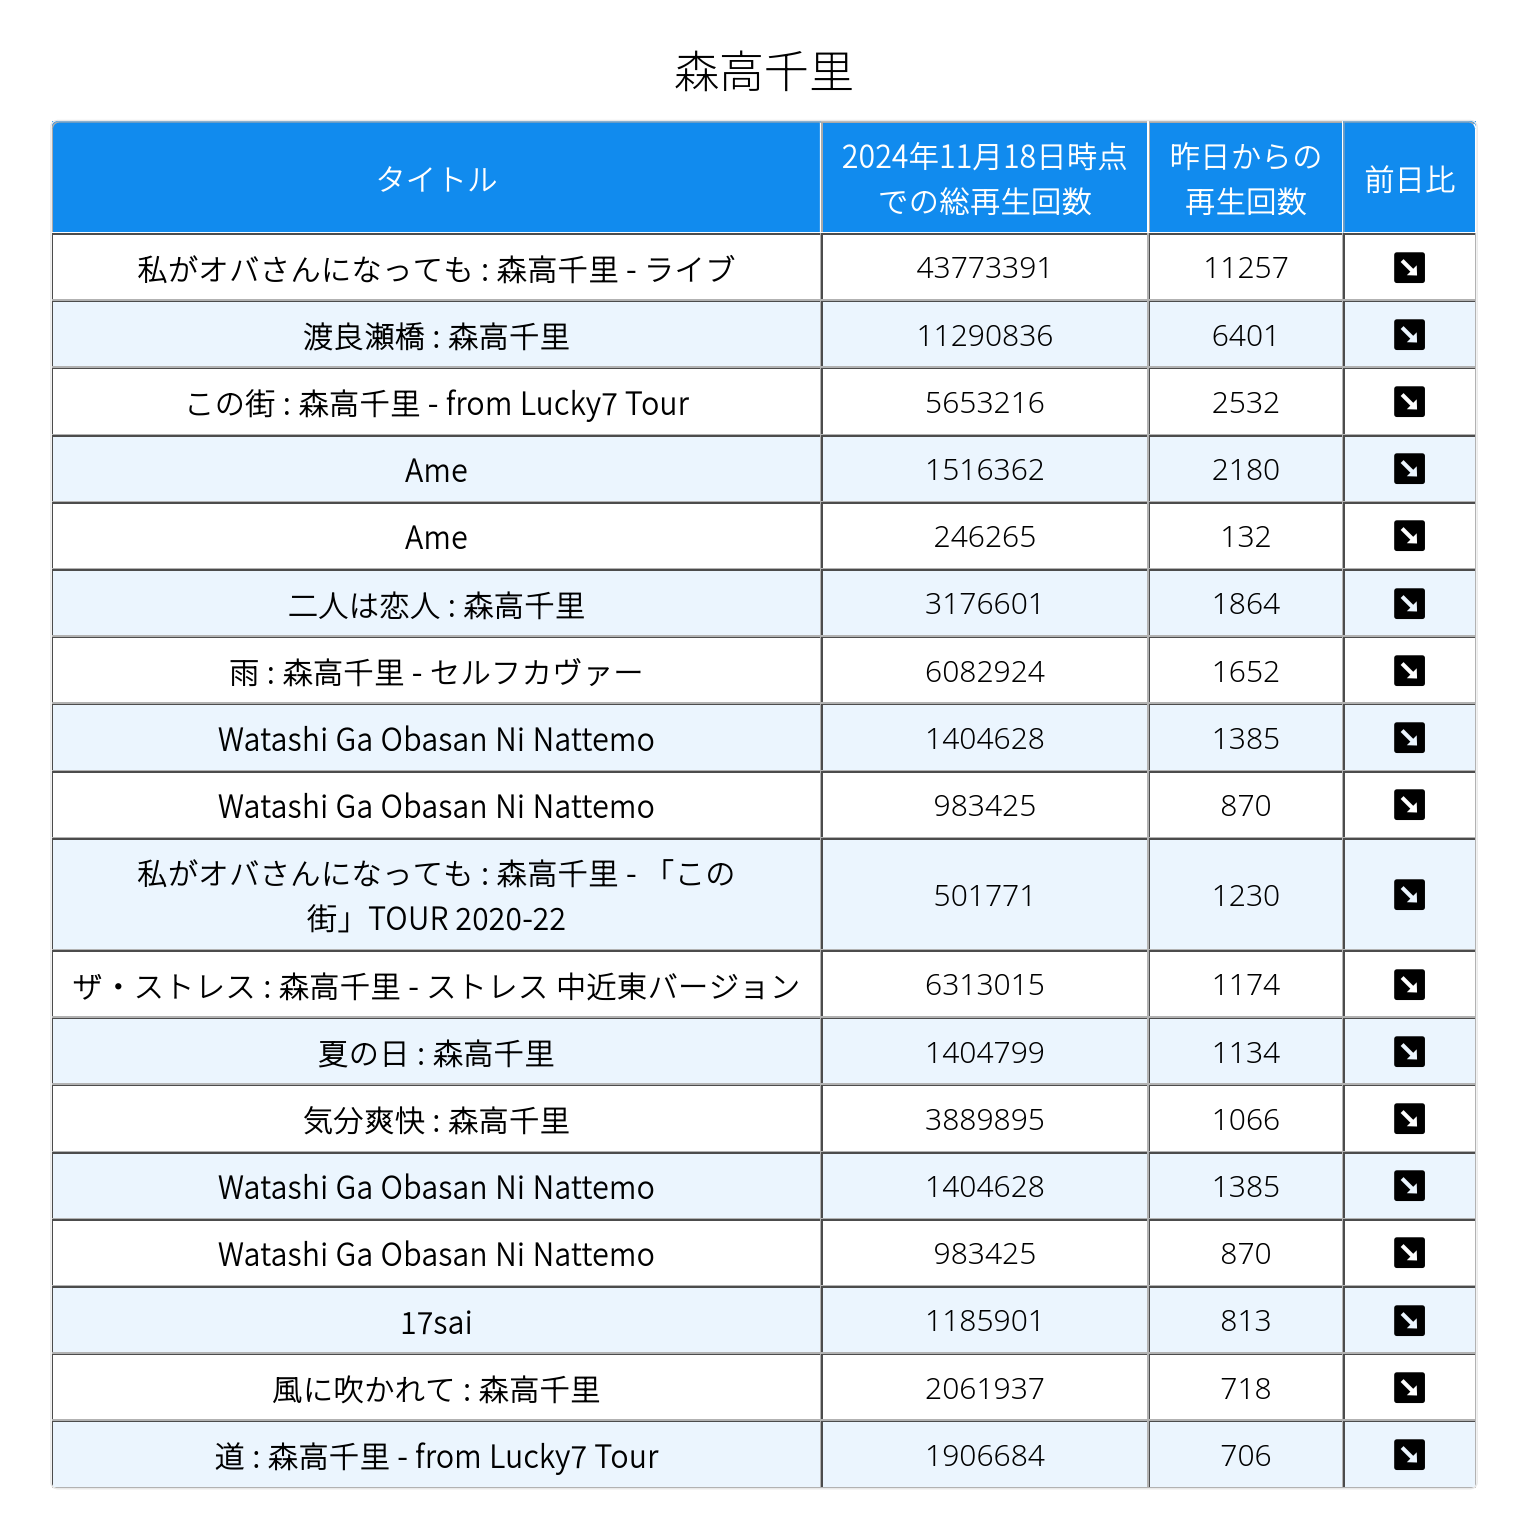 森高千里
タイトル
2024年11月18日時点
での総再生回数
昨日からの
再生回数
前日比
私がオバさんになっても : 森高千里 - ライブ 43773391 11257
渡良瀬橋 : 森高千里 11290836 6401
この街 : 森高千里 - from Lucky7 Tour 5653216 2532
Ame 1516362 2180
Ame 246265 132
二人は恋人 : 森高千里 3176601 1864
雨 : 森高千里 - セルフカヴァー 6082924 1652
Watashi Ga Obasan Ni Nattemo 1404628 1385
Watashi Ga Obasan Ni Nattemo 983425 870
私がオバさんになっても : 森高千里 - 「この
街」TOUR 2020-22
501771 1230
ザ・ストレス : 森高千里 - ストレス 中近東バージョン 6313015 1174
夏の日 : 森高千里 1404799 1134
気分爽快 : 森高千里 3889895 1066
Watashi Ga Obasan Ni Nattemo 1404628 1385
Watashi Ga Obasan Ni Nattemo 983425 870
17sai 1185901 813
風に吹かれて : 森高千里 2061937 718
道 : 森高千里 - from Lucky7 Tour 1906684 706